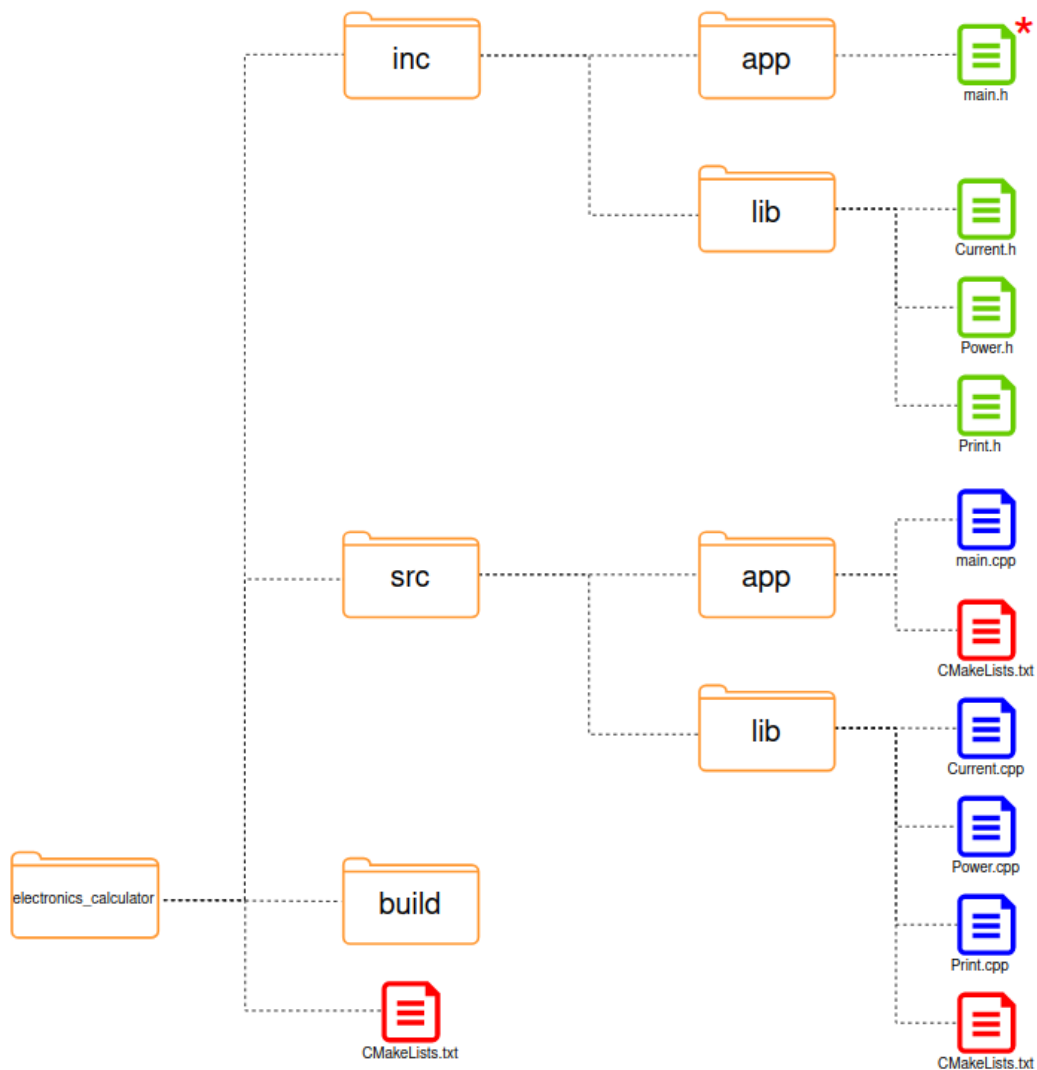 inc
app
*
main.h
lib
Current.h
Power.h
Print.h
src
app
main.cpp
CMakeLists.txt
lib
Current.cpp
Power.cpp
Print.cpp
CMakeLists.txt
electronics_calculator
build
CMakeLists.txt